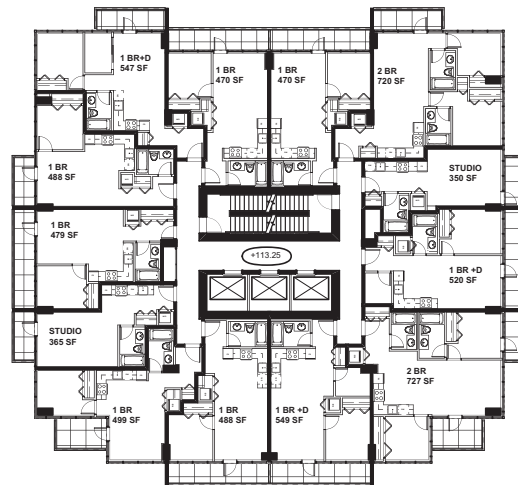 1 BR+D
547 SF
1 BR
470 SF
1 BR
470 SF
2 BR
720 SF
1 BR
488 SF
STUDIO
350 SF
1 BR
479 SF
+113.25
1 BR +D
520 SF
STUDIO
365 SF
2 BR
727 SF
1 BR
499 SF
1 BR
488 SF
1 BR +D
549 SF